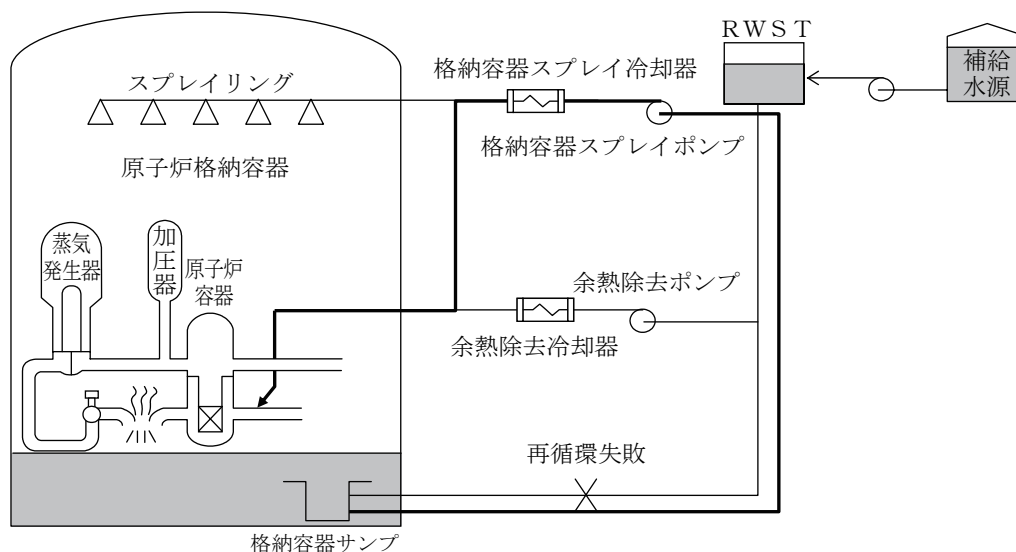 RWST
補給
水源
スプレイリング
格納容器スプレイ冷却器
格納容器スプレイポンプ
原子炉格納容器
蒸気
発生器
加
圧
器
原子炉
容器
余熱除去ポンプ
余熱除去冷却器
再循環失敗
格納容器サンプ